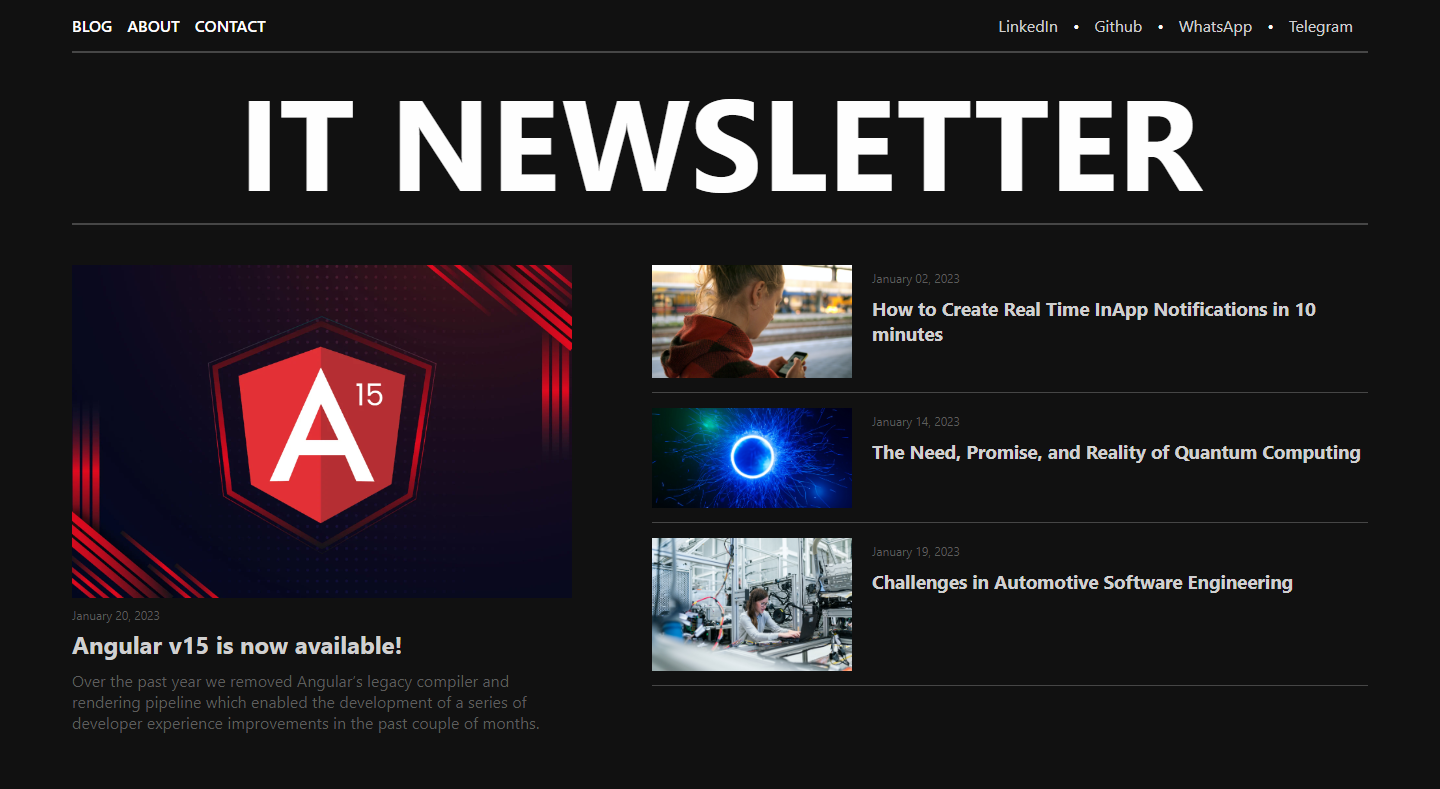 BLOG ABOUT CONTACT
LinkedIn • Github • WhatsApp • Telegram
IT NEWSLETTER
A 15
January 20, 2023
Angular v15 is now available!
Over the past year we removed Angular's legacy compiler and
rendering pipeline which enabled the development of a series of
developer experience improvements in the past couple of months.
January 02, 2023
How to Create Real Time InApp Notifications in 10
minutes
January 14, 2023
The Need, Promise, and Reality of Quantum Computing
January 19, 2023
Challenges in Automotive Software Engineering